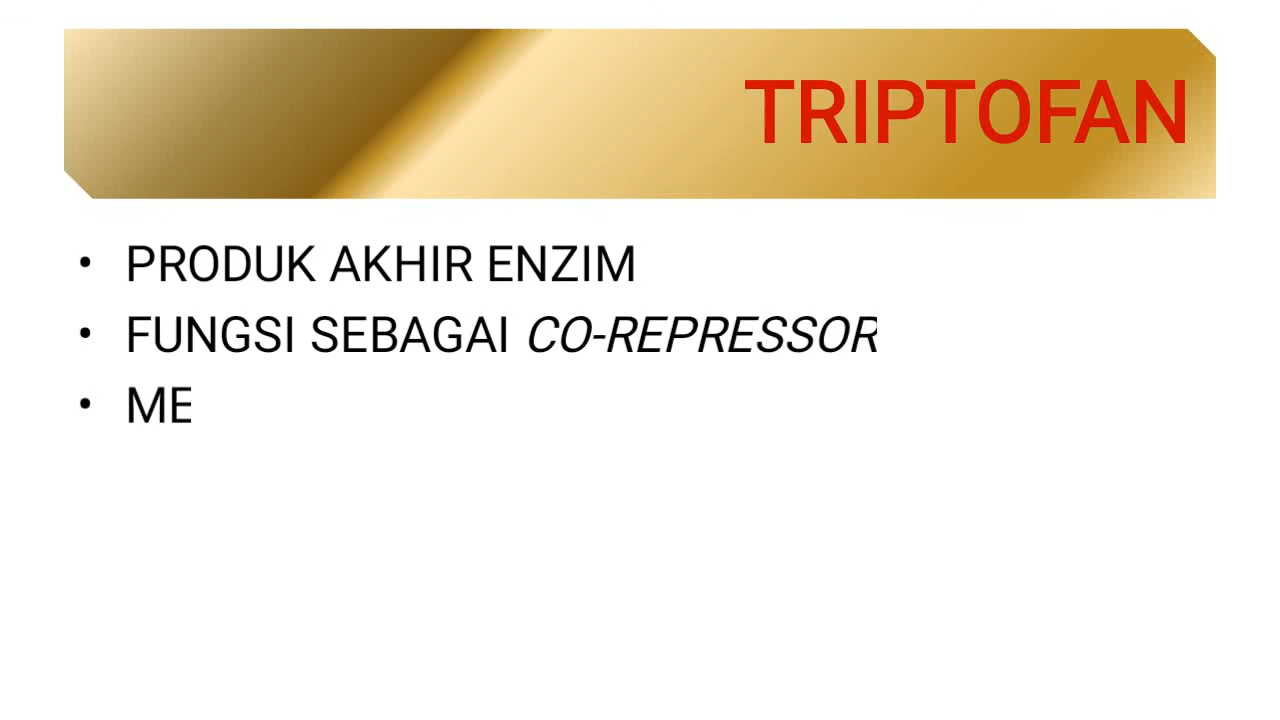 TRIPTOFAN
• PRODUK AKHIR ENZIM
• FUNGSI SEBAGAI CO-REPRESSOR
• ME